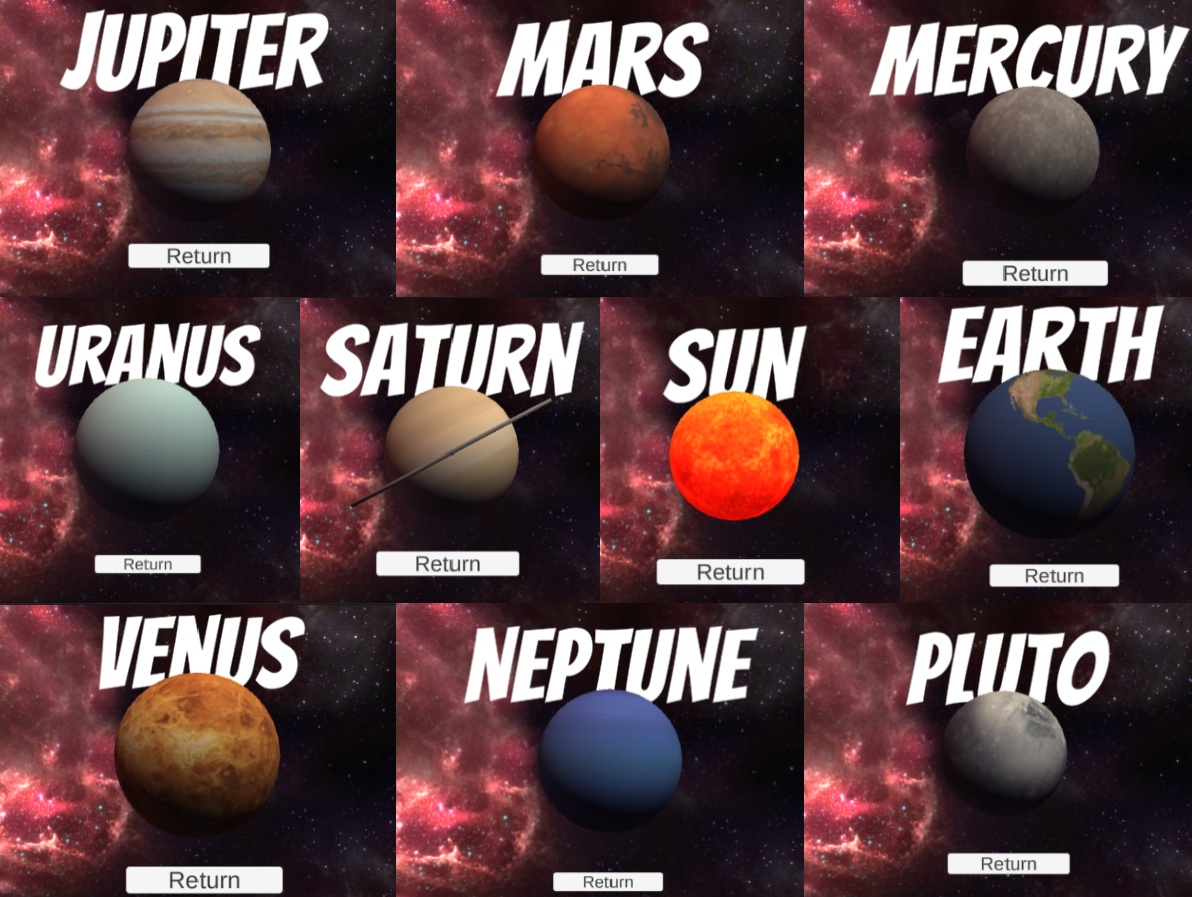 JUPITER
Return
MARS
Return
MERCURY
Return
URANUS
Return
SATURN
Return
SUN
Return
EARTH
Return
VENUS
Return
NEPTUNE
Return
PLUTO
Return